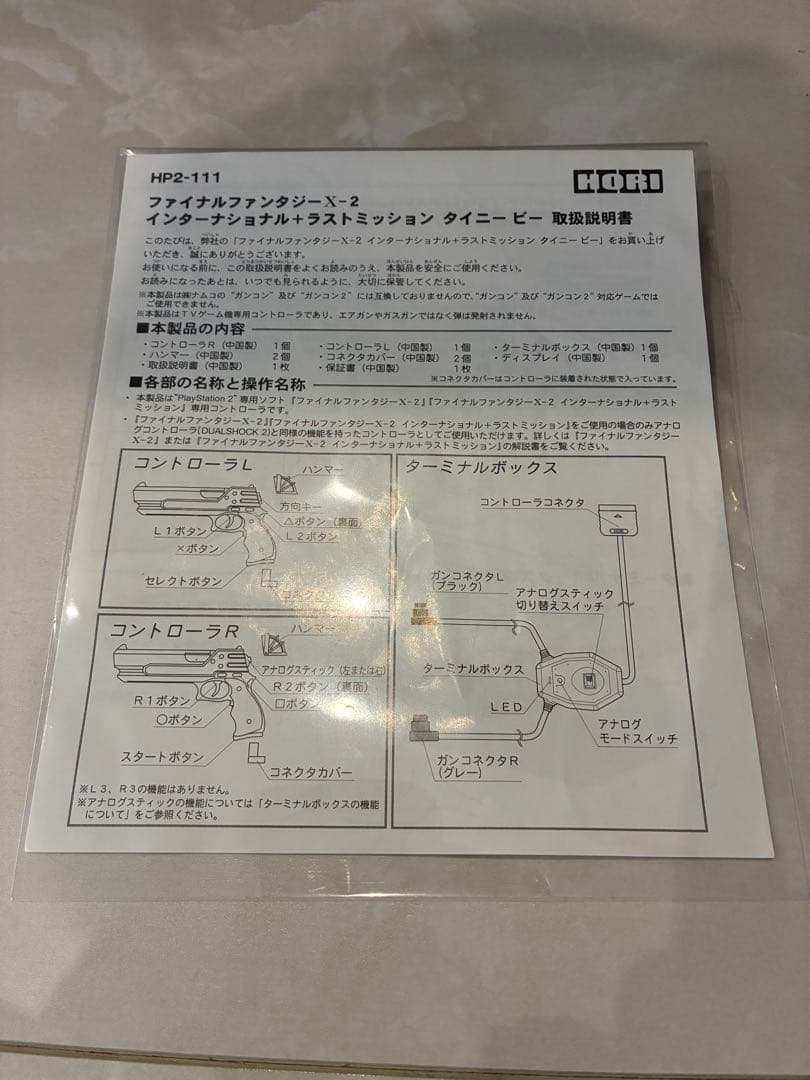 HP2-111
HORI
ファイナルファンタジーX-2
インターナショナル＋ラストミッション タイニー ビー 取扱説明書
このたびは、弊社の「ファイナルファンタジーX-2 インターナショナル＋ラストミッション タイニー ビー」をお買い上げ
いただき、誠にありがとうございます。
お使いになる前に、この取扱説明書をよくお読みのうえ、本製品を安全にご使用ください。
お読みになったあとは、いつでも見られるように、大切に保管してください。
※本製品は㈱ナムコの"ガンコン"及び"ガンコン2"には互換しておりませんので、"ガンコン"及び"ガンコン2"対応ゲームでは
ご使用できません。
※本製品はTVゲーム機専用コントローラであり、エアガンやガスガンではなく弾は発射されません。
■本製品の内容
・コントローラR（中国製） 1個 ・コントローラL（中国製） 1個 ・ターミナルボックス（中国製）1個
・ハンマー（中国製） 2個 ・コネクタカバー（中国製） 2個 ・ディスプレイ（中国製） 1個
・取扱説明書（中国製） 1枚 ・保証書（中国製） 1枚
※コネクタカバーはコントローラに装着された状態で入っています。
■各部の名称と操作名称
・本製品は"PlayStation 2"専用ソフト『ファイナルファンタジーX-2』『ファイナルファンタジーX-2 インターナショナル＋ラスト
ミッション』専用コントローラです。
・『ファイナルファンタジーX-2』『ファイナルファンタジーX-2 インターナショナル＋ラストミッション』をご使用の場合のみアナロ
グコントローラ(DUALSHOCK 2)と同様の機能を持ったコントローラとしてご使用いただけます。詳しくは『ファイナルファンタジー
X-2』または『ファイナルファンタジーX-2 インターナショナル＋ラストミッション』の解説書をご覧ください。
コントローラL
ハンマー
方向キー
△ボタン（裏面）
L2ボタン
L1ボタン
×ボタン
セレクトボタン
コネクタ
コントローラR
ハンマー
アナログスティック（左または右）
R2ボタン（裏面）
□ボタン
R1ボタン
○ボタン
スタートボタン
コネクタカバー
※L3、R3の機能はありません。
※アナログスティックの機能については「ターミナルボックスの機能
について」をご参照ください。
ターミナルボックス
コントローラコネクタ
ガンコネクタL
（ブラック）
アナログスティック
切り替えスイッチ
ターミナルボックス
LED
アナログ
モードスイッチ
ガンコネクタR
（グレー）